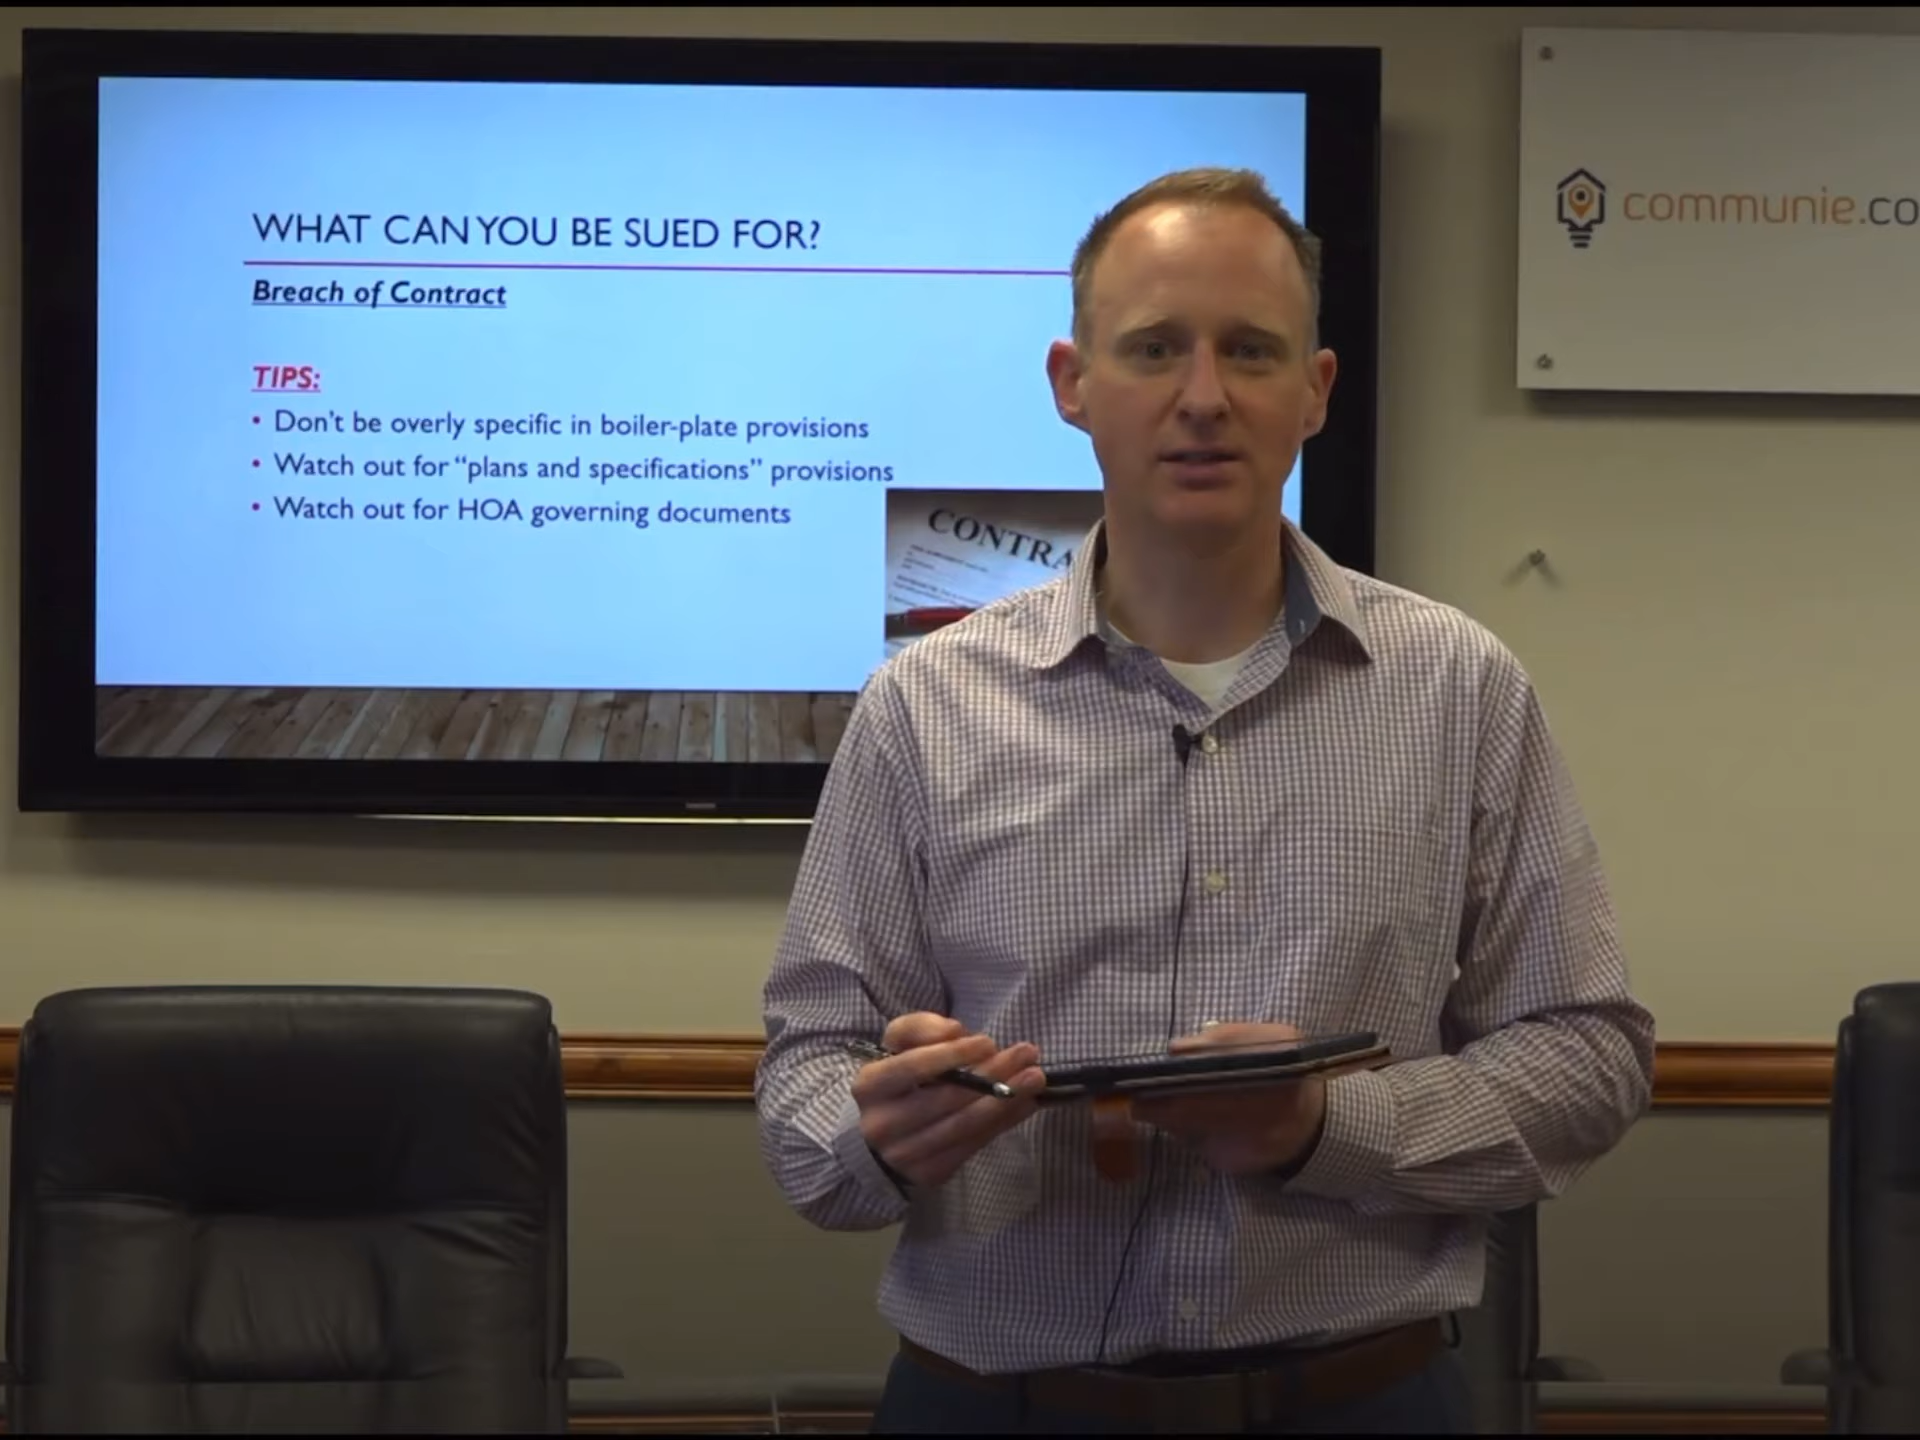 WHAT CAN YOU BE SUED FOR?
Breach of Contract
TIPS:
• Don't be overly specific in boiler-plate provisions
• Watch out for “plans and specifications” provisions
• Watch out for HOA governing documents
CONTRA
communie.co